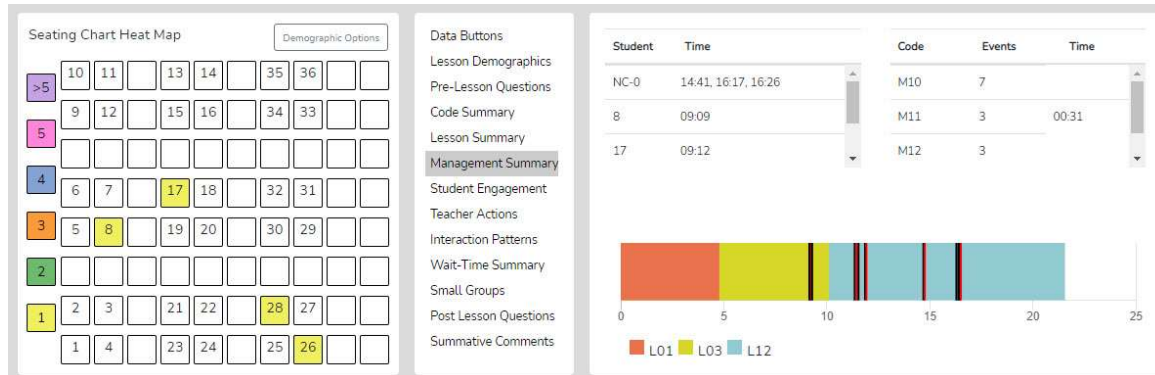 Seating Chart Heat Map
Demographic Options
>5
5
4
3
2
1
10 11 13 14 35 36
9 12 15 16 34 33
6 7 17 18 32 31
5 8 19 20 30 29
2 3 21 22 28 27
1 4 23 24 25 26
Data Buttons
Lesson Demographics
Pre-Lesson Questions
Code Summary
Lesson Summary
Management Summary
Student Engagement
Teacher Actions
Interaction Patterns
Wait-Time Summary
Small Groups
Post Lesson Questions
Summative Comments
Student Time
NC-0 14:41, 16:17, 16:26
8 09:09
17 09:12
Code Events Time
M10 7
M11 3 00:31
M12 3
0 5 10 15 20 25
L01 L03 L12